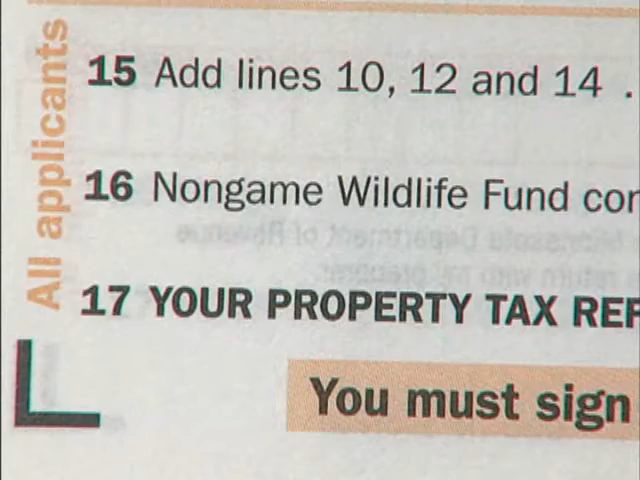 All applicants
15 Add lines 10, 12 and 14 .
16 Nongame Wildlife Fund con
17 YOUR PROPERTY TAX REF
You must sign